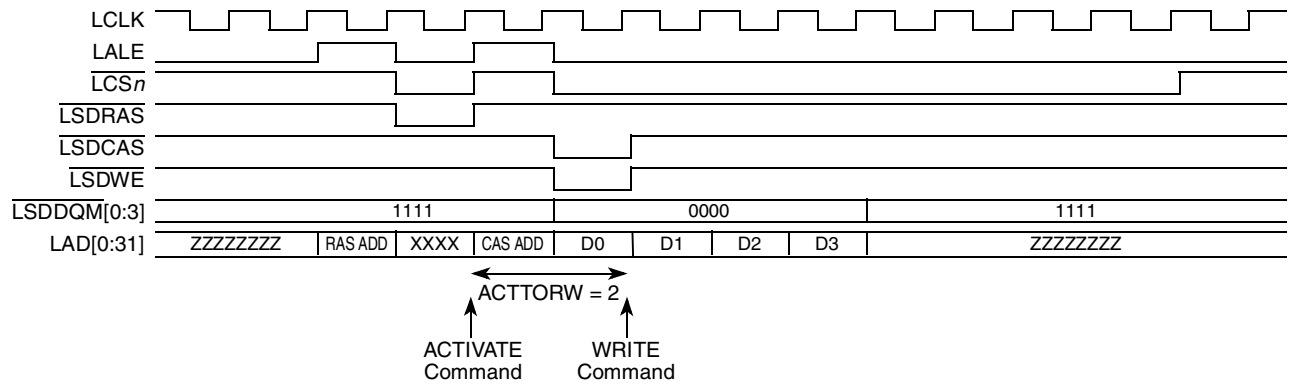 LCLK
LALE
LCSn
LSDRAS
LSDCAS
LSDWE
LSDDQM[0:3] 1111 0000 1111
LAD[0:31] ZZZZZZZZ RAS ADD XXXX CAS ADD D0 D1 D2 D3 ZZZZZZZZ
ACTTORW = 2
ACTIVATE WRITE
Command Command